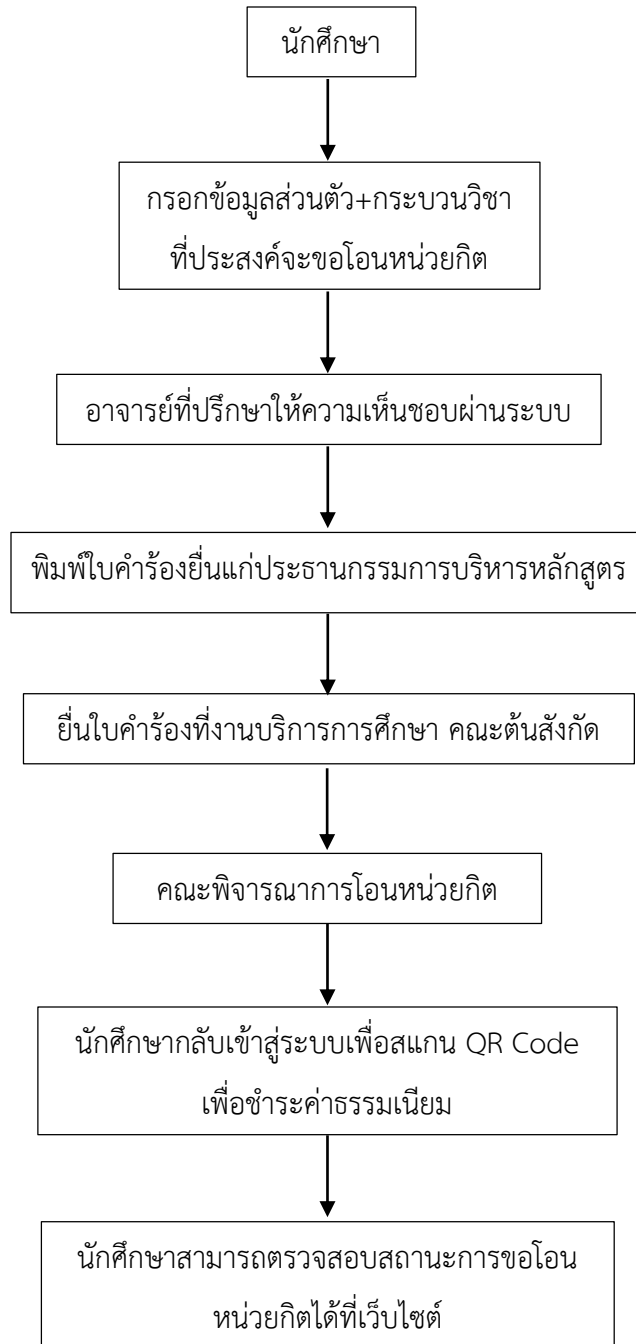 นักศึกษา
กรอกข้อมูลส่วนตัว+กระบวนวิชา
ที่ประสงค์จะขอโอนหน่วยกิต
อาจารย์ที่ปรึกษาให้ความเห็นชอบผ่านระบบ
พิมพ์ใบคำร้องยื่นแก่ประธานกรรมการบริหารหลักสูตร
ยื่นใบคำร้องที่งานบริการการศึกษา คณะต้นสังกัด
คณะพิจารณาการโอนหน่วยกิต
นักศึกษากลับเข้าสู่ระบบเพื่อสแกน QR Code
เพื่อชำระค่าธรรมเนียม
นักศึกษาสามารถตรวจสอบสถานะการขอโอน
หน่วยกิตได้ที่เว็บไซต์